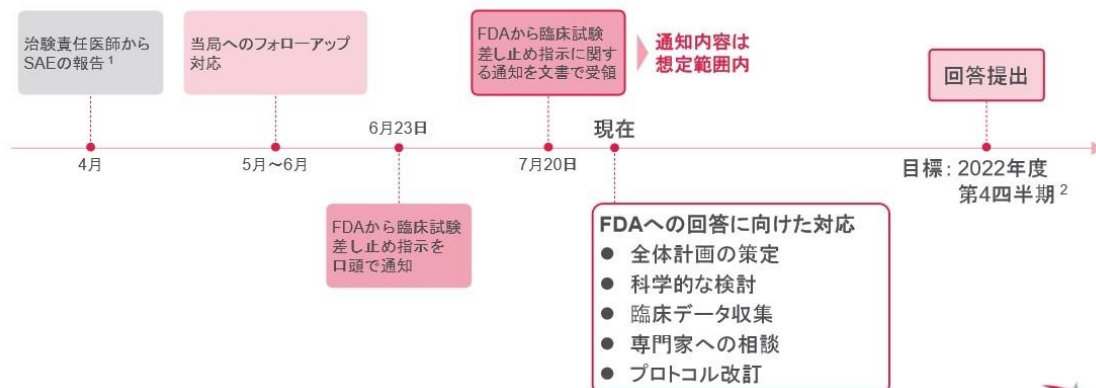 治験責任医師から
SAEの報告1
当局へのフォローアップ
対応
FDAから臨床試験
差し止め指示に関す
る通知を文書で受領
通知内容は
想定範囲内
回答提出
6月23日
現在
4月
5月～6月
7月20日
目標: 2022年度
第4四半期2
FDAから臨床試験
差し止め指示を
口頭で通知
FDAへの回答に向けた対応
● 全体計画の策定
● 科学的な検討
● 臨床データ収集
● 専門家への相談
● プロトコル改訂